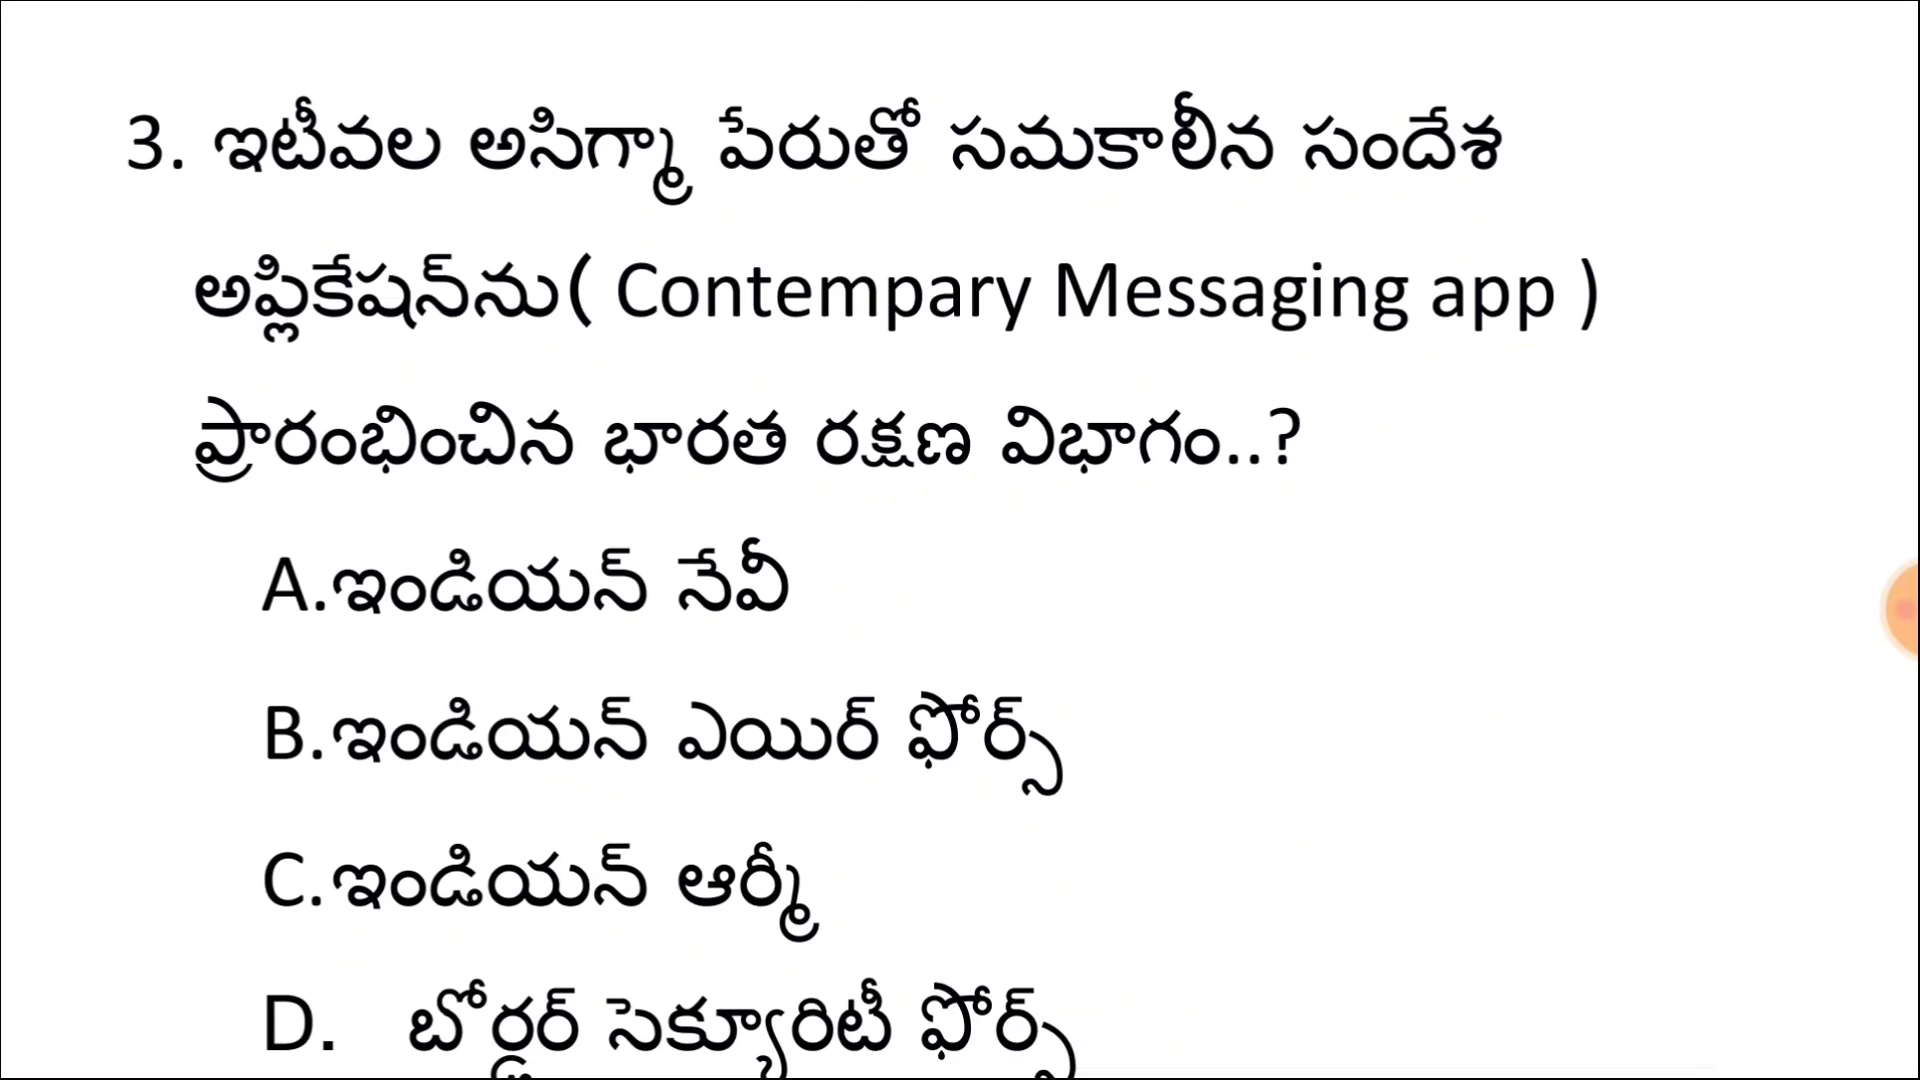 3. ఇటీవల అసిగ్మా పేరుతో సమకాలీన సందేశ
అప్లికేషన్‌ను( Contempary Messaging app )
ప్రారంభించిన భారత రక్షణ విభాగం..?
A.ఇండియన్ నేవీ
B.ఇండియన్ ఎయిర్ ఫోర్స్
C.ఇండియన్ ఆర్మీ
D. బోర్డర్ సెక్యూరిటీ ఫోర్స్